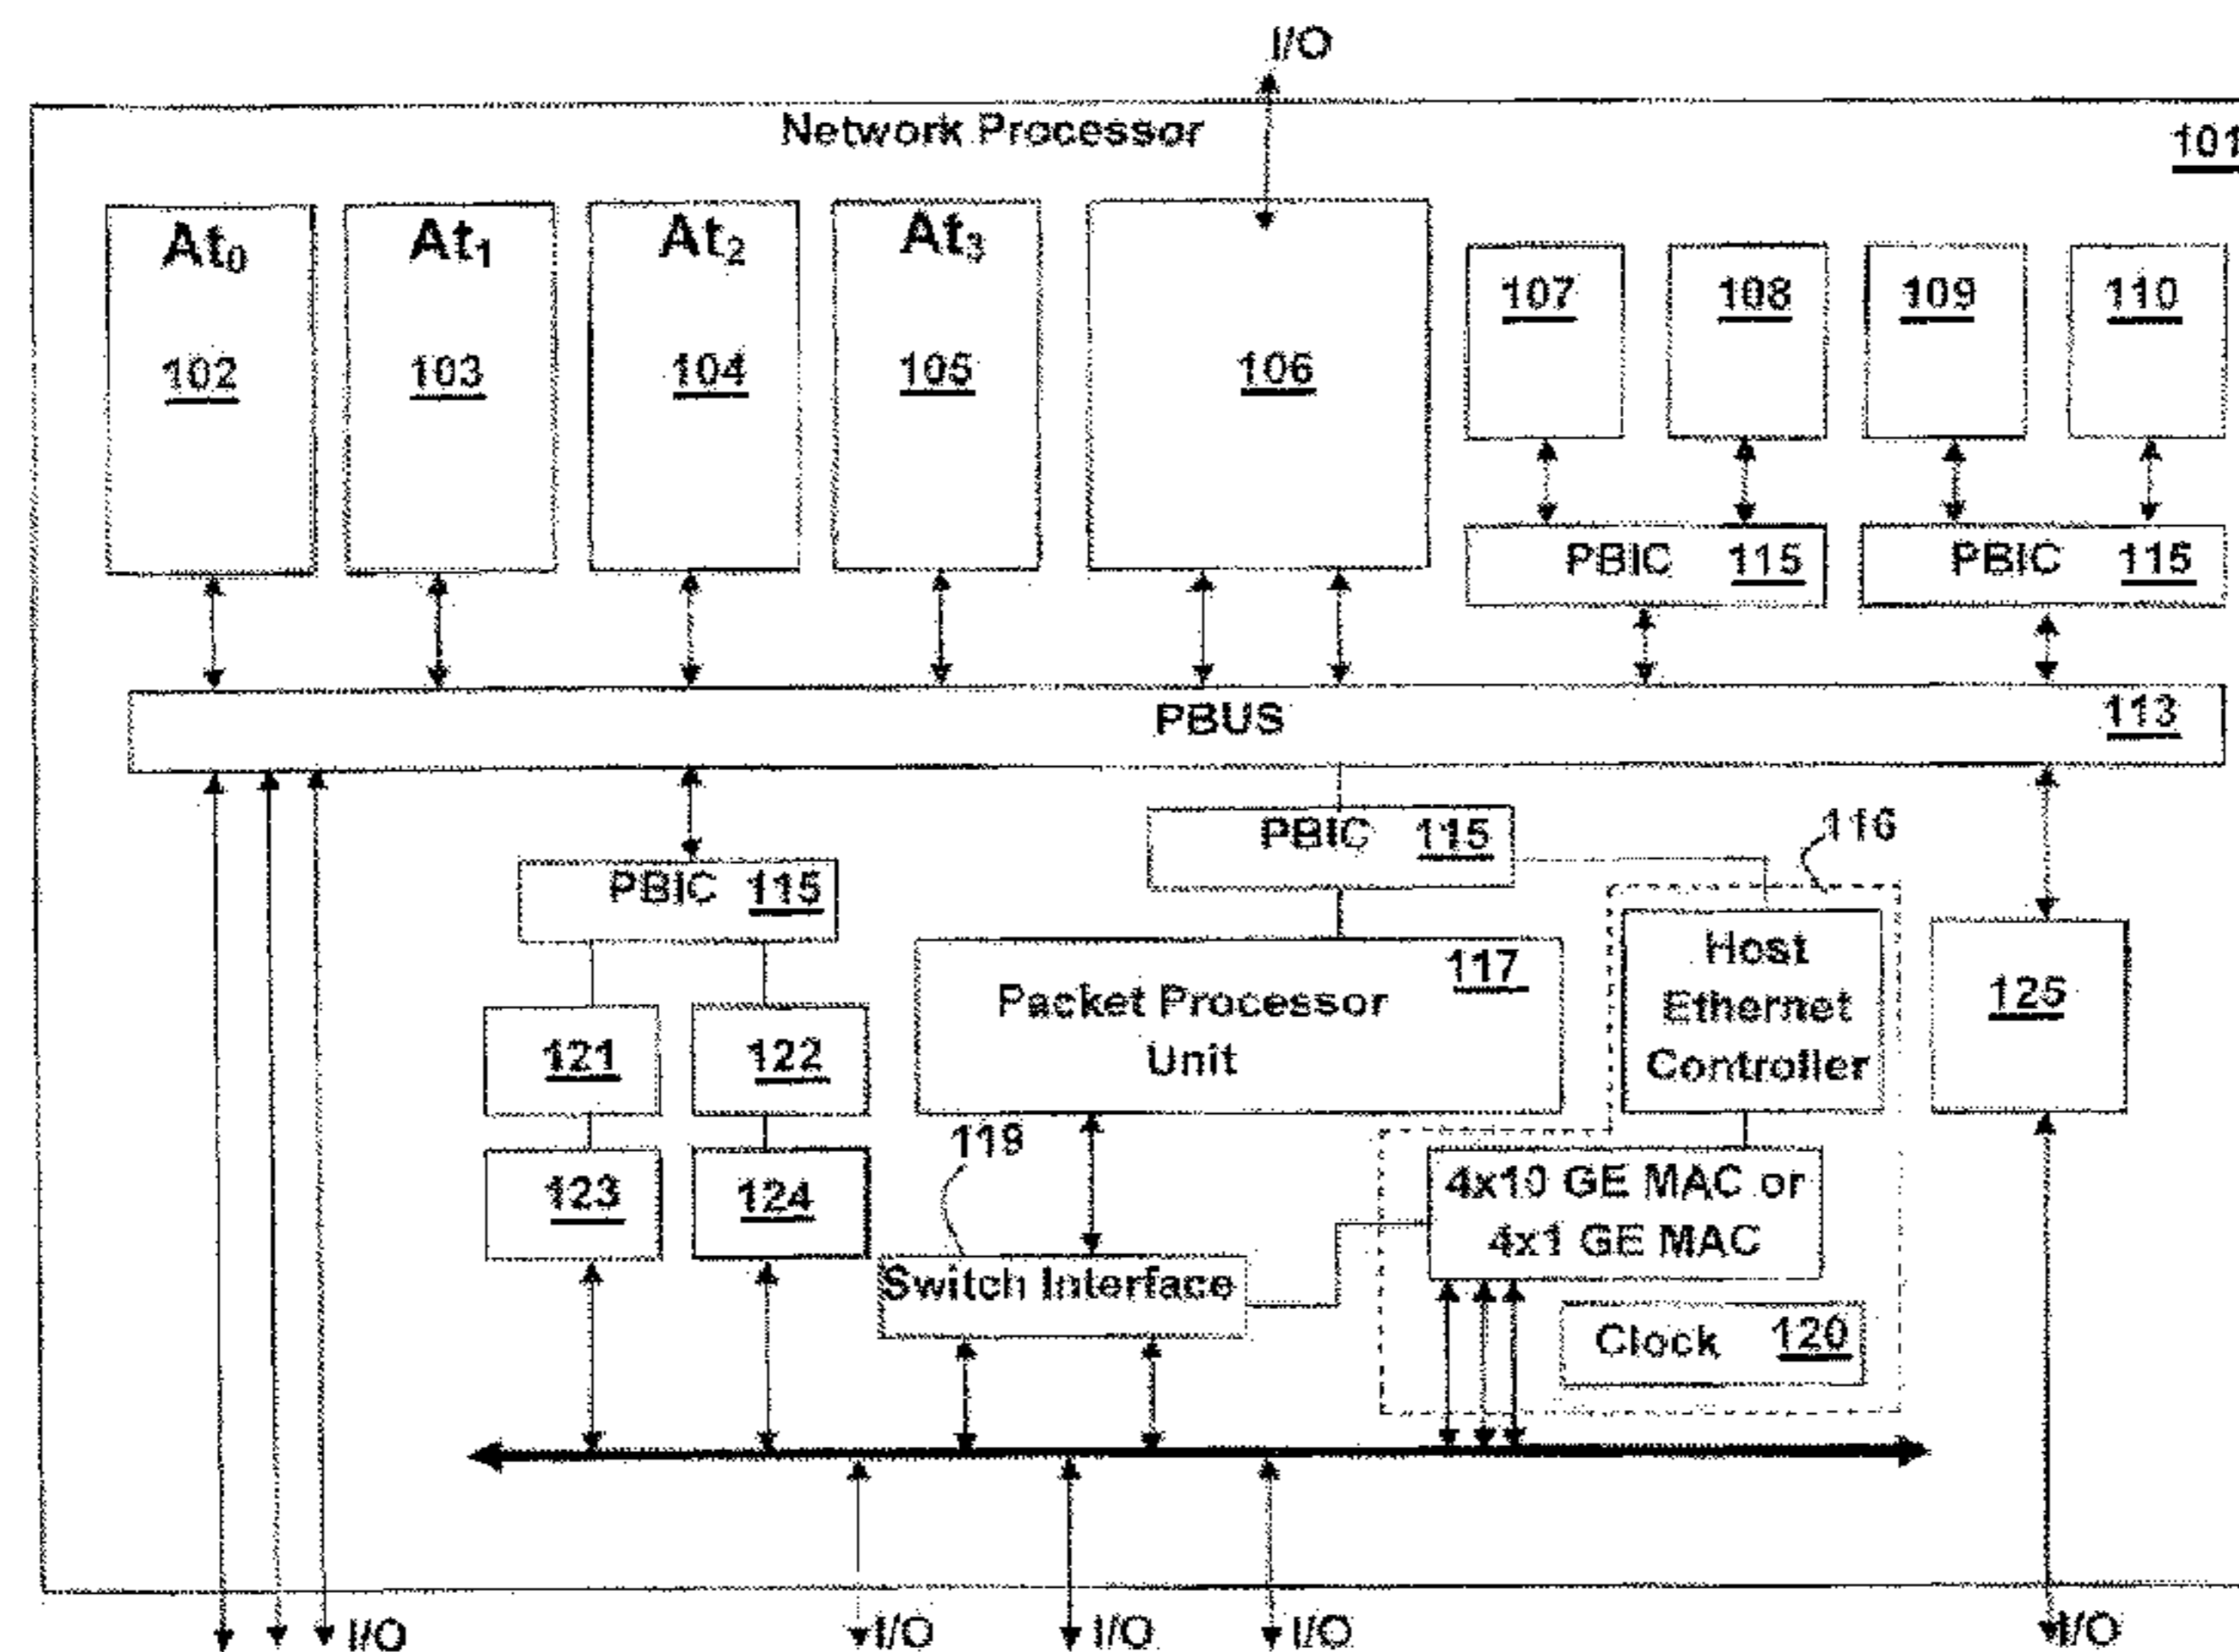 I/O
Network Processor
101
At₀
At₁
At₂
At₃
102
103
104
105
106
107
108
109
110
PBIC 115
PBIC 115
PBUS
113
PBIC 115
PBIC 115
116
Host
Ethernet
Controller
117
Packet Processor
Unit
125
121
122
123
124
119
Switch Interface
4x10 GE MAC or
4x1 GE MAC
Clock 120
I/O
I/O
I/O
I/O
I/O